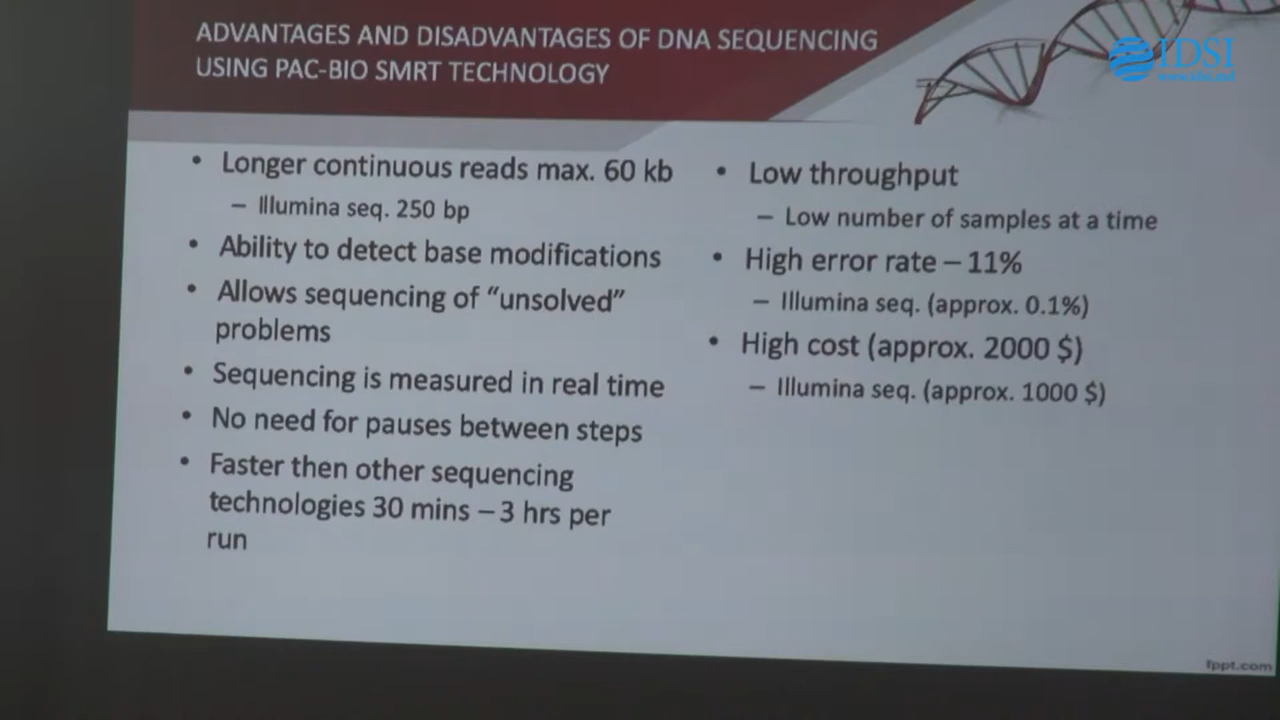 ADVANTAGES AND DISADVANTAGES OF DNA SEQUENCING
USING PAC-BIO SMRT TECHNOLOGY
IDSI
www.idsi.md
• Longer continuous reads max. 60 kb
– Illumina seq. 250 bp
• Ability to detect base modifications
• Allows sequencing of “unsolved”
problems
• Sequencing is measured in real time
• No need for pauses between steps
• Faster then other sequencing
technologies 30 mins – 3 hrs per
run
• Low throughput
– Low number of samples at a time
• High error rate – 11%
– Illumina seq. (approx. 0.1%)
• High cost (approx. 2000 $)
– Illumina seq. (approx. 1000 $)
fppt.com